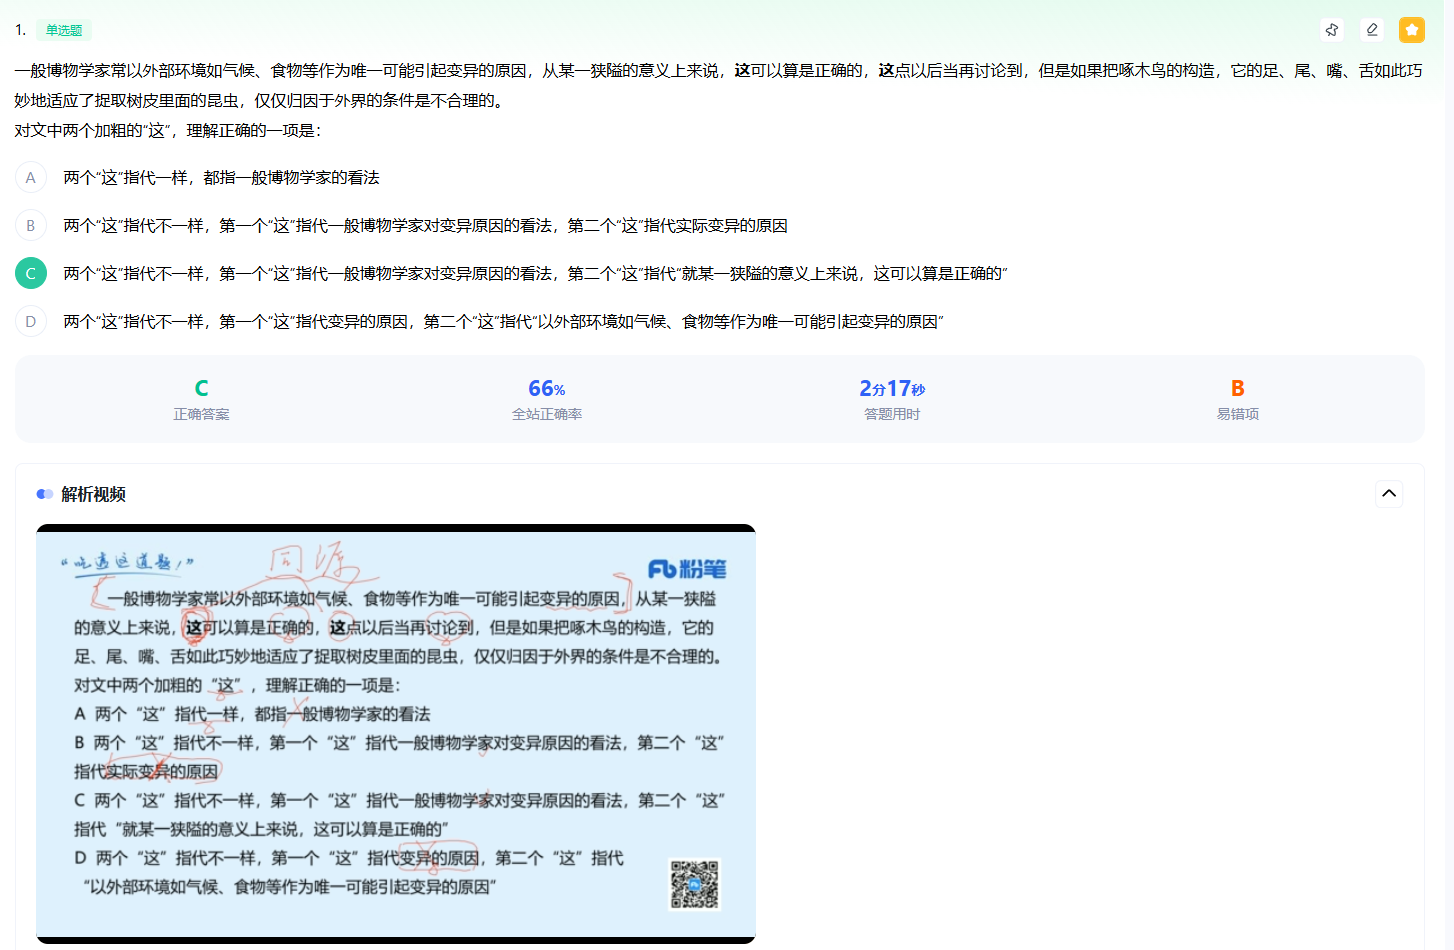 1. 单选题
一般博物学家常以外部环境如气候、食物等作为唯一可能引起变异的原因，从某一狭隘的意义上来说，这可以算是正确的，这点以后当再讨论到，但是如果把啄木鸟的构造，它的足、尾、嘴、舌如此巧
妙地适应了捉取树皮里面的昆虫，仅仅归因于外界的条件是不合理的。
对文中两个加粗的“这”，理解正确的一项是：
A 两个“这”指代一样，都指一般博物学家的看法
B 两个“这”指代不一样，第一个“这”指代一般博物学家对变异原因的看法，第二个“这”指代实际变异的原因
C 两个“这”指代不一样，第一个“这”指代一般博物学家对变异原因的看法，第二个“这”指代“就某一狭隘的意义上来说，这可以算是正确的”
D 两个“这”指代不一样，第一个“这”指代变异的原因，第二个“这”指代“以外部环境如气候、食物等作为唯一可能引起变异的原因”
C 66% 2分17秒 B
正确答案 全站正确率 答题用时 易错项
解析视频
“吃透这道题！” 同源 粉笔
一般博物学家常以外部环境如气候、食物等作为唯一可能引起变异的原因，从某一狭隘
的意义上来说，这可以算是正确的，这点以后当再讨论到，但是如果把啄木鸟的构造，它的
足、尾、嘴、舌如此巧妙地适应了捉取树皮里面的昆虫，仅仅归因于外界的条件是不合理的。
对文中两个加粗的“这”，理解正确的一项是：
A 两个“这”指代一样，都指一般博物学家的看法
B 两个“这”指代不一样，第一个“这”指代一般博物学家对变异原因的看法，第二个“这”
指代实际变异的原因
C 两个“这”指代不一样，第一个“这”指代一般博物学家对变异原因的看法，第二个“这”
指代“就某一狭隘的意义上来说，这可以算是正确的”
D 两个“这”指代不一样，第一个“这”指代变异的原因，第二个“这”指代
“以外部环境如气候、食物等作为唯一可能引起变异的原因”